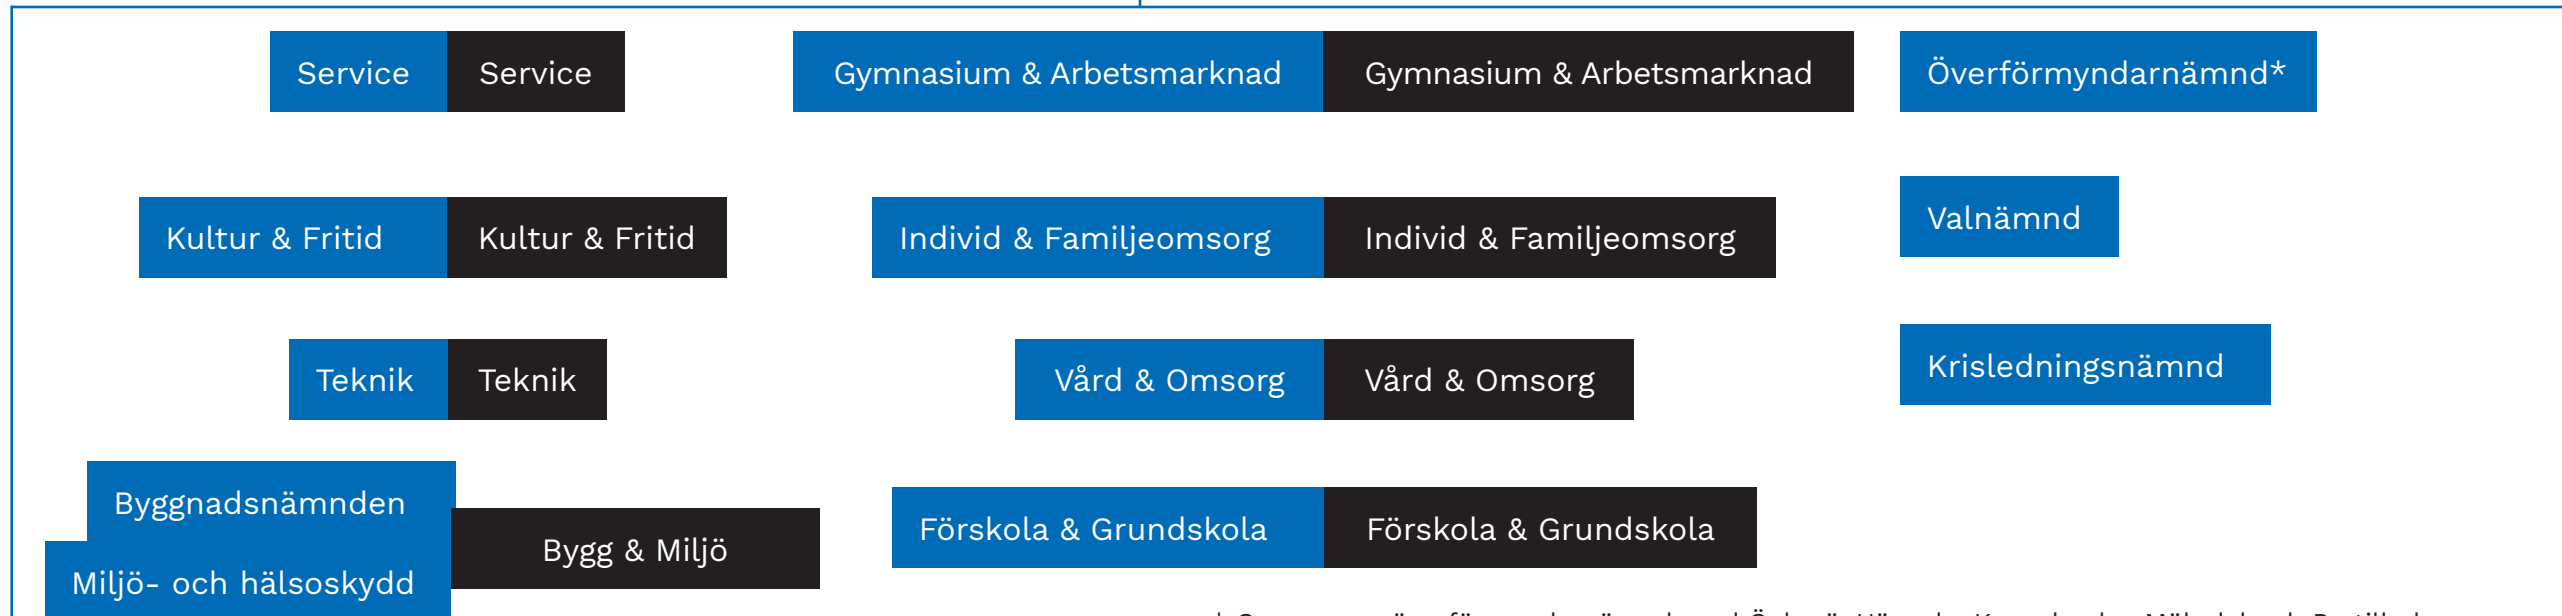 Service Service
Gymnasium & Arbetsmarknad Gymnasium & Arbetsmarknad
Överförmyndarnämnd*
Kultur & Fritid Kultur & Fritid
Individ & Familjeomsorg Individ & Familjeomsorg
Valnämnd
Teknik Teknik
Vård & Omsorg Vård & Omsorg
Krisledningsnämnd
Byggnadsnämnden
Miljö- och hälsoskydd
Bygg & Miljö
Förskola & Grundskola Förskola & Grundskola